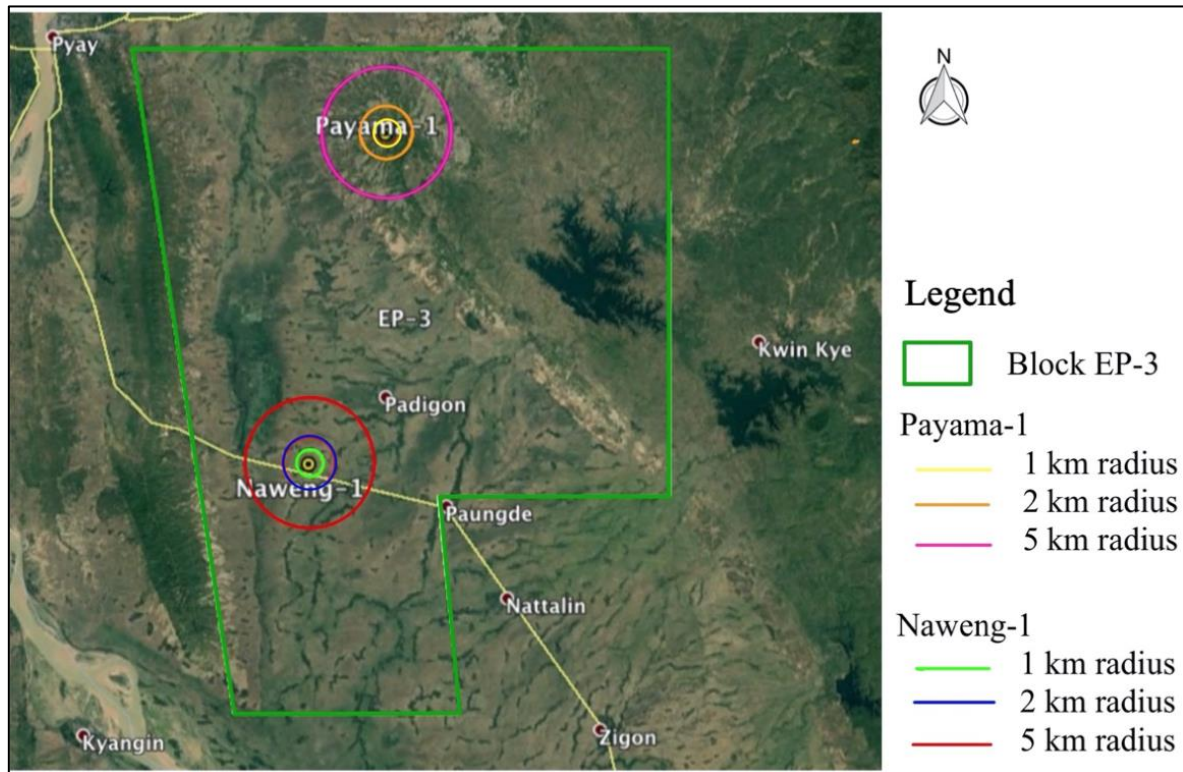 Pyay
Payama-1
EP-3
Kwin Kye
Padigon
Naweng-1
Paungde
Nattalin
Kyangin
Zigon
N
Legend
Block EP-3
Payama-1
1 km radius
2 km radius
5 km radius
Naweng-1
1 km radius
2 km radius
5 km radius